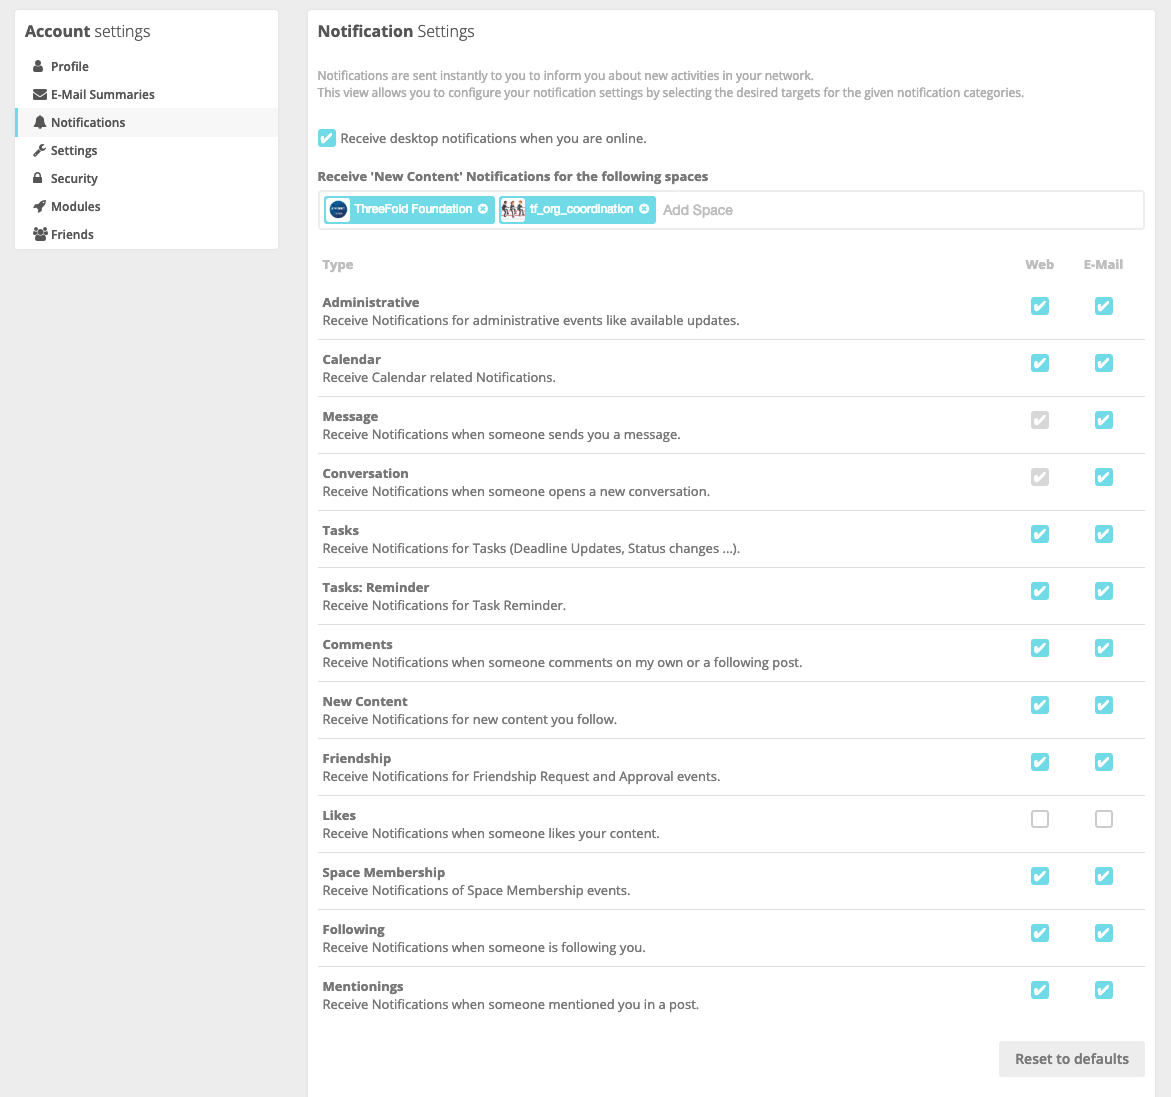 Account settings
Profile
E-Mail Summaries
Notifications
Settings
Security
Modules
Friends
Notification Settings
Notifications are sent instantly to you to inform you about new activities in your network.
This view allows you to configure your notification settings by selecting the desired targets for the given notification categories.
Receive desktop notifications when you are online.
Receive 'New Content' Notifications for the following spaces
ThreeFold Foundation tf_org_coordination Add Space
Type Web E-Mail
Administrative
Receive Notifications for administrative events like available updates.
Calendar
Receive Calendar related Notifications.
Message
Receive Notifications when someone sends you a message.
Conversation
Receive Notifications when someone opens a new conversation.
Tasks
Receive Notifications for Tasks (Deadline Updates, Status changes ...).
Tasks: Reminder
Receive Notifications for Task Reminder.
Comments
Receive Notifications when someone comments on my own or a following post.
New Content
Receive Notifications for new content you follow.
Friendship
Receive Notifications for Friendship Request and Approval events.
Likes
Receive Notifications when someone likes your content.
Space Membership
Receive Notifications of Space Membership events.
Following
Receive Notifications when someone is following you.
Mentionings
Receive Notifications when someone mentioned you in a post.
Reset to defaults